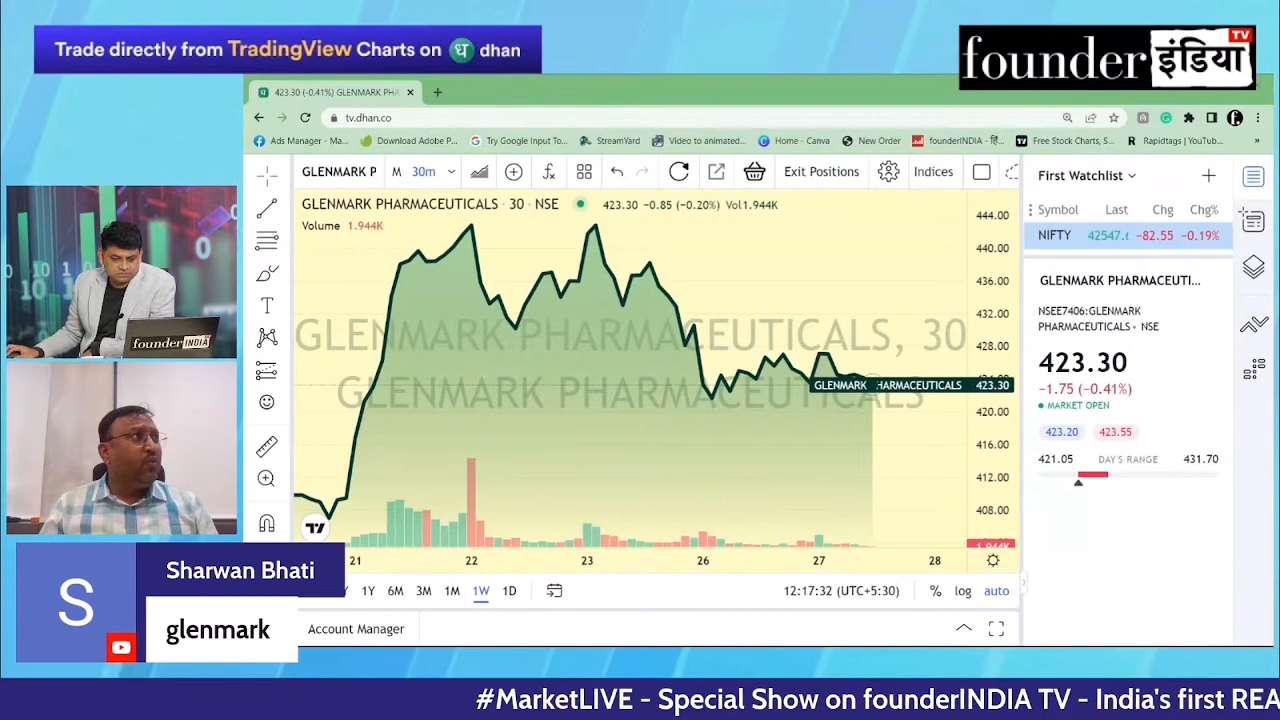 Trade directly from TradingView Charts on ध dhan
founder इंडिया TV
423.30 (-0.41%) GLENMARK PHA
tv.dhan.co
Ads Manager - Ma... Download Adobe P... Try Google Input To... StreamYard Video to animated... Home - Canva New Order founderINDIA - हिं... Free Stock Charts, S... Rapidtags | YouTub...
GLENMARK P M 30m Exit Positions Indices
First Watchlist
GLENMARK PHARMACEUTICALS · 30 · NSE 423.30 −0.85 (−0.20%) Vol1.944K
Volume 1.944K
Symbol Last Chg Chg%
NIFTY 42547.6 −82.55 −0.19%
444.00
440.00
436.00
432.00
428.00
420.00
416.00
412.00
408.00
GLENMARK PHARMACEUTICALS, 30
GLENMARK PHARMACEUTICALS
GLENMARK HARMACEUTICALS 423.30
1.944K
GLENMARK PHARMACEUTI...
NSEE7406:GLENMARK
PHARMACEUTICALS • NSE
423.30
−1.75 (−0.41%)
MARKET OPEN
423.20 423.55
421.05 DAY'S RANGE 431.70
founder INDIA
21 22 23 26 27 28
1Y 6M 3M 1M 1W 1D 12:17:32 (UTC+5:30) % log auto
Account Manager
S
Sharwan Bhati
glenmark
#MarketLIVE - Special Show on founderINDIA TV - India's first REA